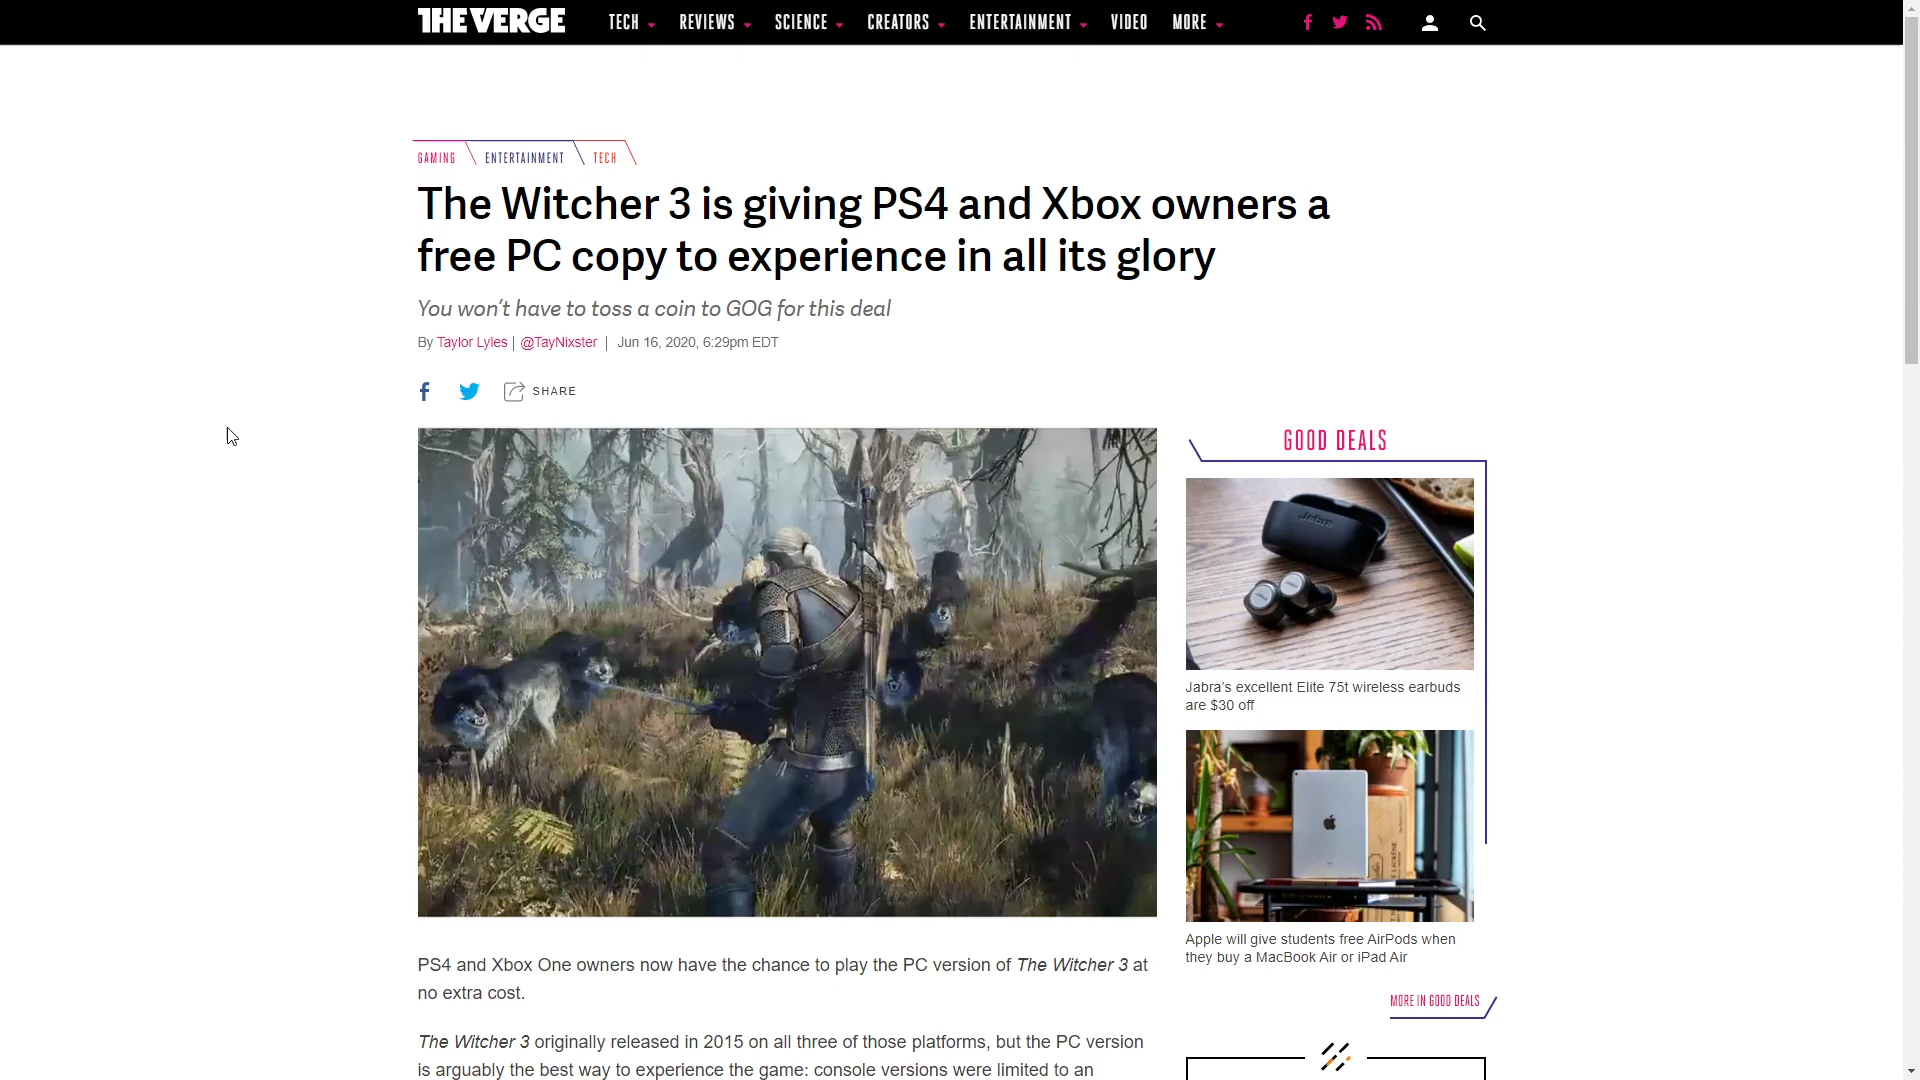 THE VERGE
TECH REVIEWS SCIENCE CREATORS ENTERTAINMENT VIDEO MORE
GAMING ENTERTAINMENT TECH
The Witcher 3 is giving PS4 and Xbox owners a
free PC copy to experience in all its glory
You won’t have to toss a coin to GOG for this deal
By Taylor Lyles | @TayNixster | Jun 16, 2020, 6:29pm EDT
SHARE
GOOD DEALS
Jabra
Jabra’s excellent Elite 75t wireless earbuds
are $30 off
Apple will give students free AirPods when
they buy a MacBook Air or iPad Air
MORE IN GOOD DEALS
PS4 and Xbox One owners now have the chance to play the PC version of The Witcher 3 at
no extra cost.
The Witcher 3 originally released in 2015 on all three of those platforms, but the PC version
is arguably the best way to experience the game: console versions were limited to an